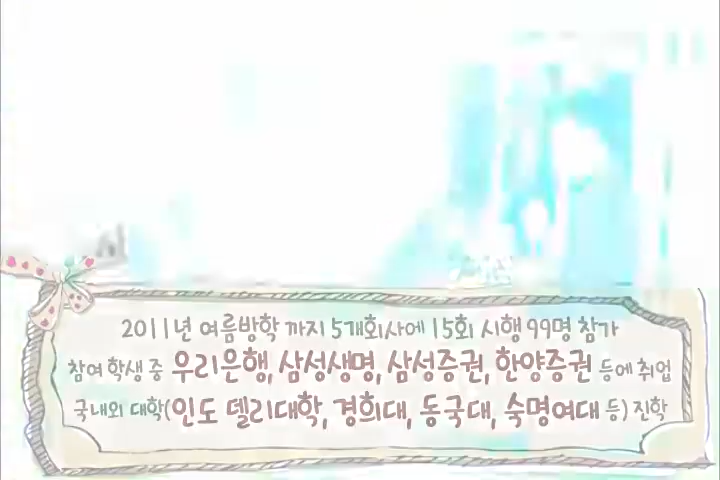 2011년 여름방학 까지 5개회사에 15회 시행 99명 참가
참여 학생 중 우리은행, 삼성생명, 삼성증권, 한양증권 등에 취업
국내외 대학(인도 델리대학, 경희대, 동국대, 숙명여대 등) 진학